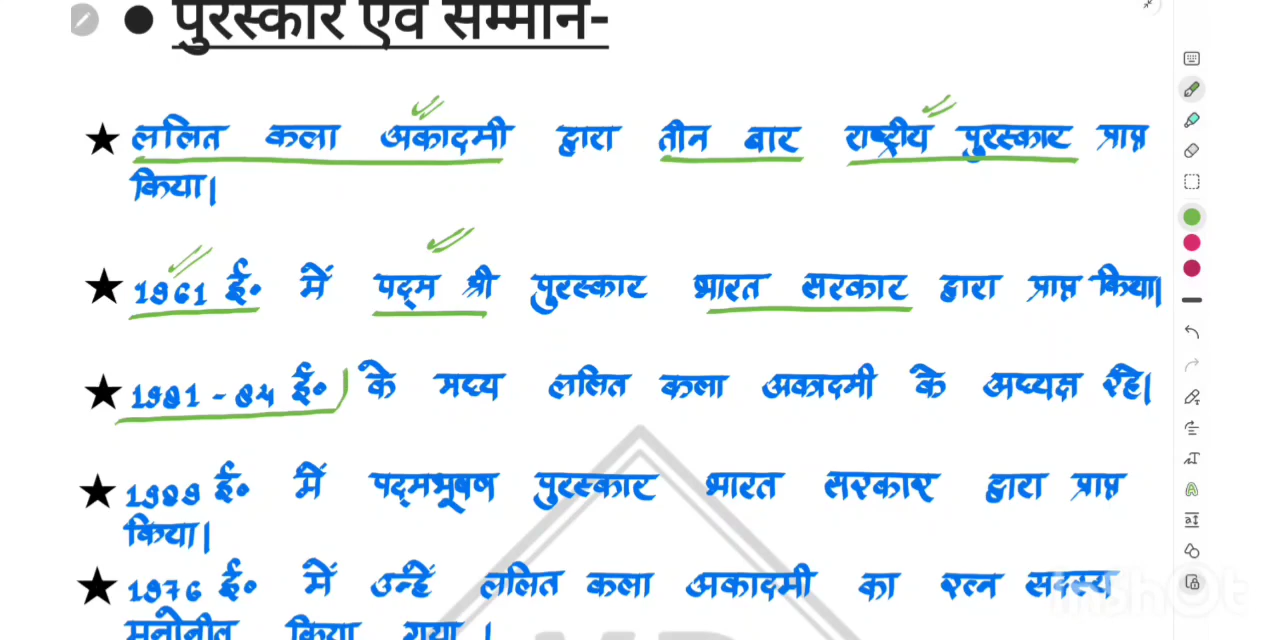 पुरस्कार एवं सम्मान-
ललित कला अकादमी द्वारा तीन बार राष्ट्रीय पुरस्कार प्राप्त
किया।
1961 ई० में पद्म श्री पुरस्कार भारत सरकार द्वारा प्राप्त किया।
1981-84 ई० के मध्य ललित कला अकादमी के अध्यक्ष रहे।
1989 ई० में पद्मभूषण पुरस्कार भारत सरकार द्वारा प्राप्त
किया।
1976 ई० में उन्हें ललित कला अकादमी का रत्न सदस्य
मनोनीत किया गया।
InShOt